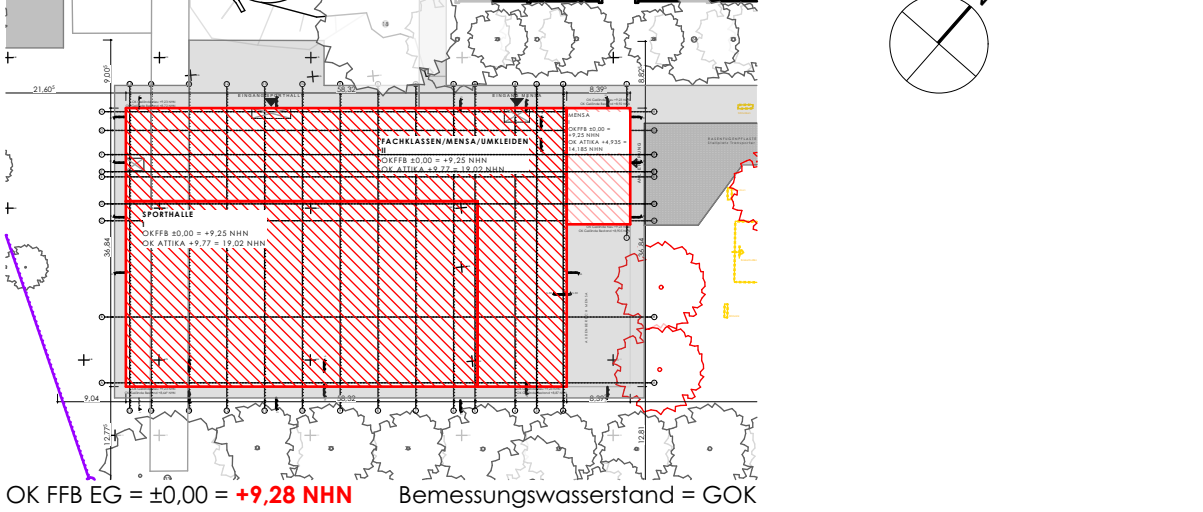 18
9,00⁵
8,82⁵
21,60⁵
58,32
8,39⁵
EINGANG SPORTHALLE
EINGANG MENSA
MENSA
I
OKFFB ±0,00 =
+9,25 NHN
OK ATTIKA +4,935 =
14,185 NHN
FACHKLASSEN/MENSA/UMKLEIDEN
II
OKFFB ±0,00 = +9,25 NHN
OK ATTIKA +9,77 = 19,02 NHN
SPORTHALLE
OKFFB ±0,00 = +9,25 NHN
OK ATTIKA +9,77 = 19,02 NHN
36,84
36,84
9,04
58,32
8,39⁵
12,77⁵
12,81
OK FFB EG = ±0,00 = +9,28 NHN
Bemessungswasserstand = GOK